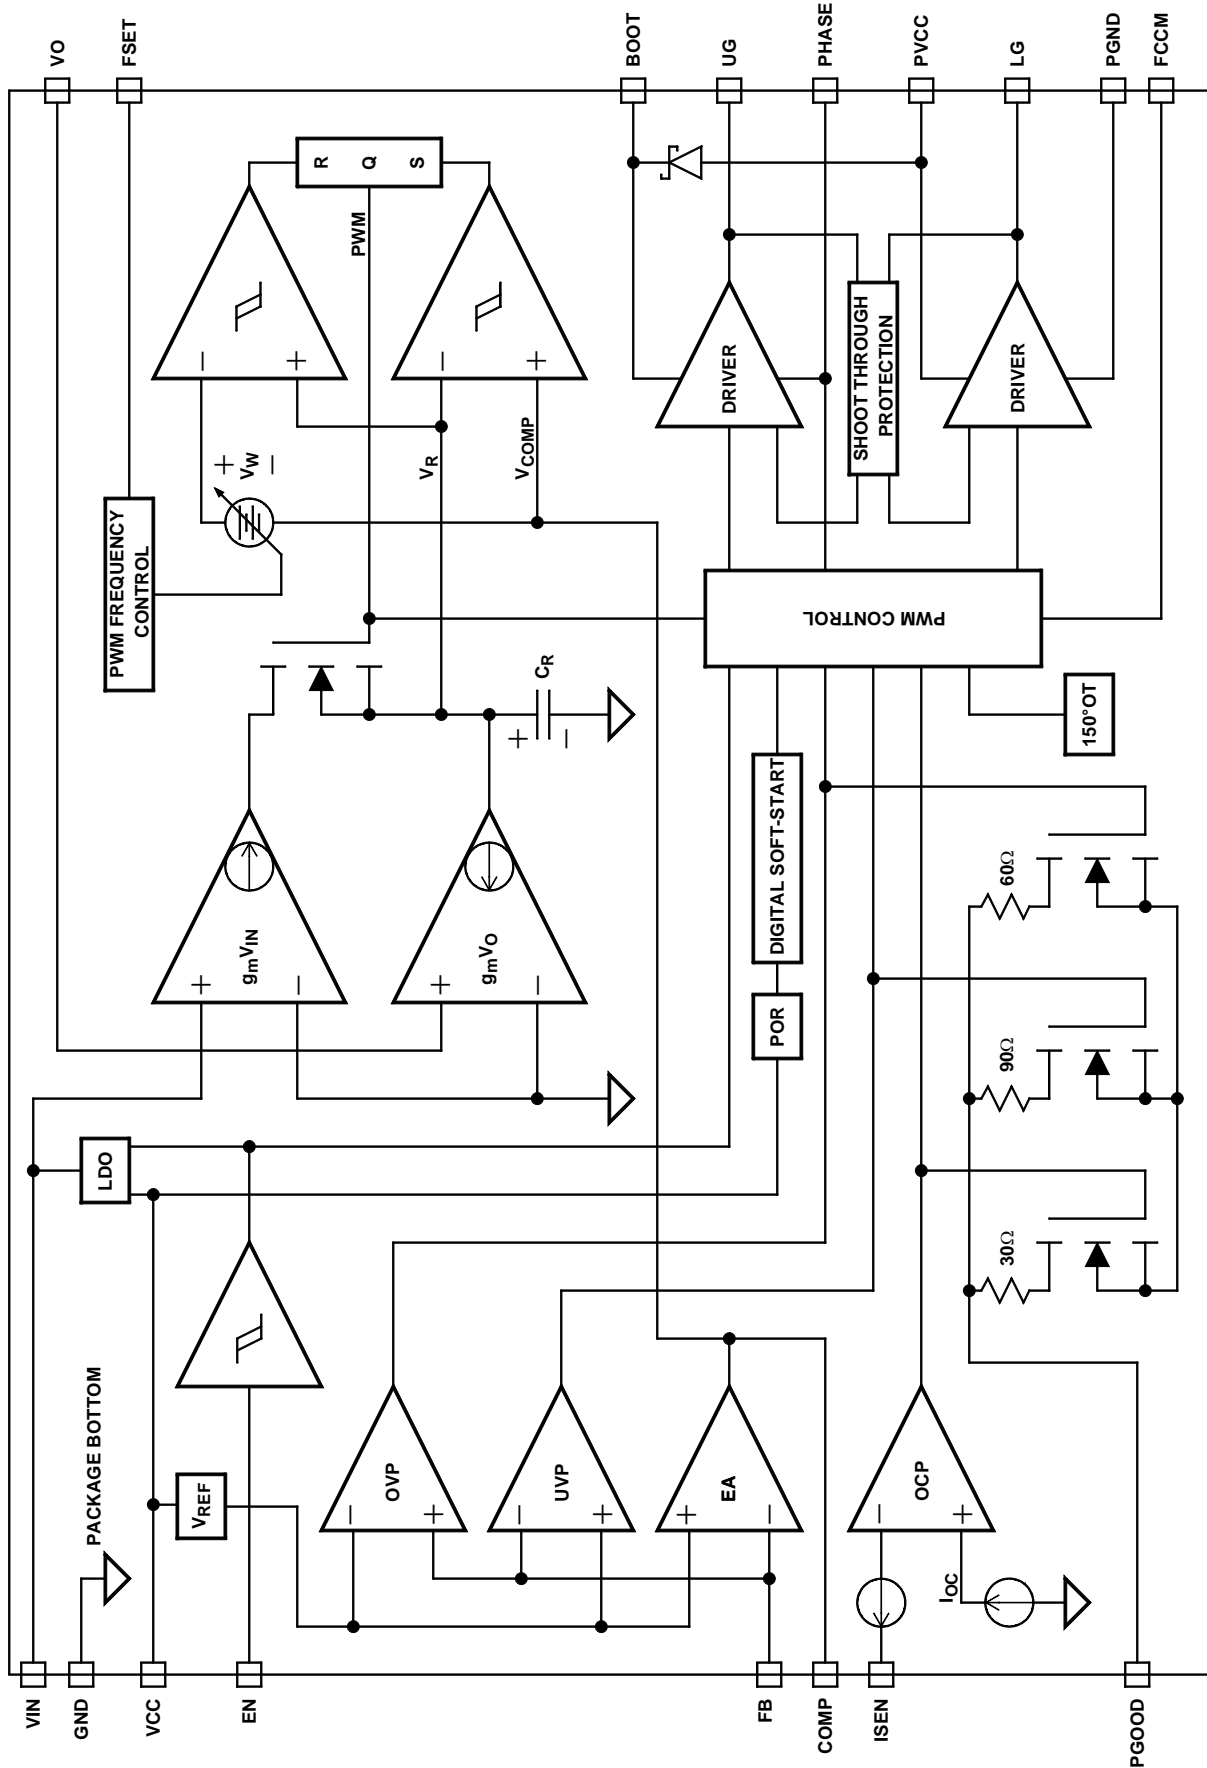 VIN
GND
VCC
EN
FB
COMP
ISEN
PGOOD
PACKAGE BOTTOM
VREF
LDO
OVP
UVP
EA
OCP
IOC
− +
− +
+ −
− +
30Ω
90Ω
60Ω
POR
DIGITAL SOFT-START
150°OT
PWM CONTROL
gmVIN
+ −
gmVO
+ −
+ −
CR
PWM FREQUENCY
CONTROL
+
VW
−
VR
VCOMP
− +
− +
PWM
R Q S
DRIVER
SHOOT THROUGH
PROTECTION
DRIVER
VO
FSET
BOOT
UG
PHASE
PVCC
LG
PGND
FCCM